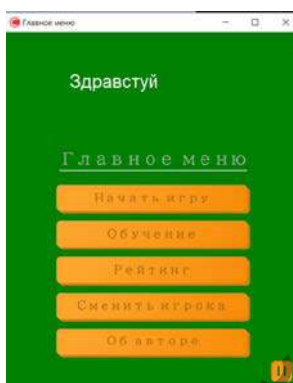 Главное меню
Здравстуй
Главное меню
Начать игру
Обучение
Рейтинг
Сменить игрока
Об авторе